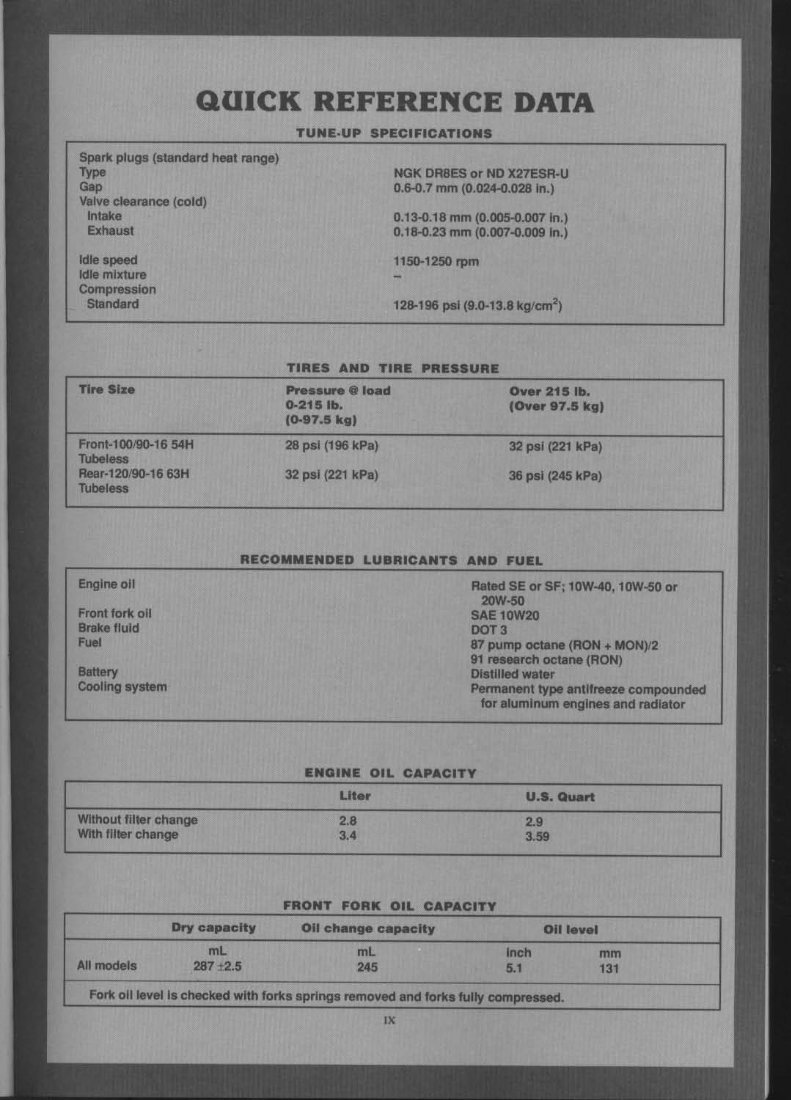 QUICK REFERENCE DATA
TUNE-UP SPECIFICATIONS
Spark plugs (standard heat range)
Type NGK DR8ES or ND X27ESR-U
Gap 0.6-0.7 mm (0.024-0.028 in.)
Valve clearance (cold)
Intake 0.13-0.18 mm (0.005-0.007 in.)
Exhaust 0.18-0.23 mm (0.007-0.009 in.)
Idle speed 1150-1250 rpm
Idle mixture –
Compression
Standard 128-196 psi (9.0-13.8 kg/cm²)
TIRES AND TIRE PRESSURE
Tire Size Pressure @ load Over 215 lb.
0-215 lb. (Over 97.5 kg)
(0-97.5 kg)
Front-100/90-16 54H 28 psi (196 kPa) 32 psi (221 kPa)
Tubeless
Rear-120/90-16 63H 32 psi (221 kPa) 36 psi (245 kPa)
Tubeless
RECOMMENDED LUBRICANTS AND FUEL
Engine oil Rated SE or SF; 10W-40, 10W-50 or
20W-50
Front fork oil SAE 10W20
Brake fluid DOT 3
Fuel 87 pump octane (RON + MON)/2
91 research octane (RON)
Battery Distilled water
Cooling system Permanent type antifreeze compounded
for aluminum engines and radiator
ENGINE OIL CAPACITY
Liter U.S. Quart
Without filter change 2.8 2.9
With filter change 3.4 3.59
FRONT FORK OIL CAPACITY
Dry capacity Oil change capacity Oil level
mL mL inch mm
All models 287 ±2.5 245 5.1 131
Fork oil level is checked with forks springs removed and forks fully compressed.
IX